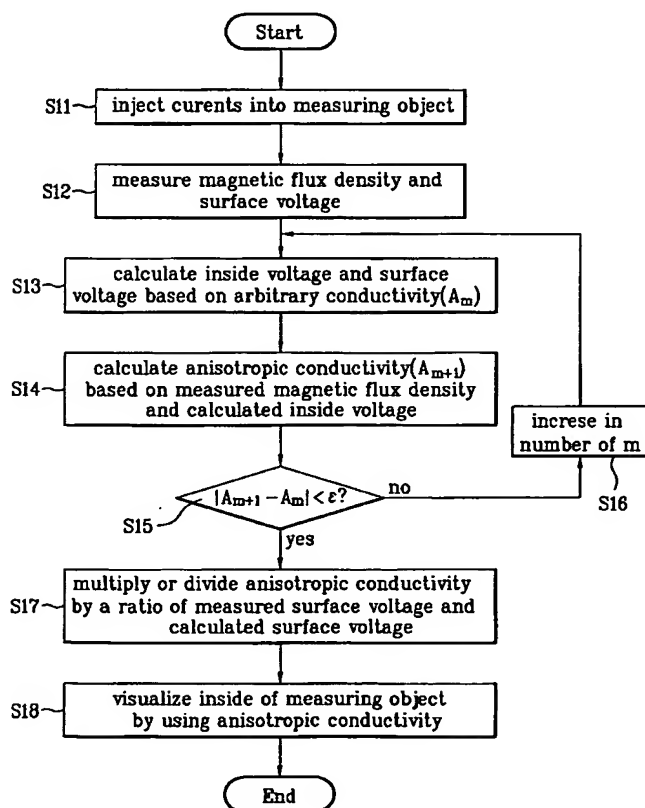 Start
S11
inject curents into measuring object
S12
measure magnetic flux density and
surface voltage
S13
calculate inside voltage and surface
voltage based on arbitrary conductivity(Am)
S14
calculate anisotropic conductivity(Am+1)
based on measured magnetic flux density
and calculated inside voltage
increse in
number of m
S16
|Am+1 − Am| < ε?
no
S15
yes
S17
multiply or divide anisotropic conductivity
by a ratio of measured surface voltage and
calculated surface voltage
S18
visualize inside of measuring object
by using anisotropic conductivity
End